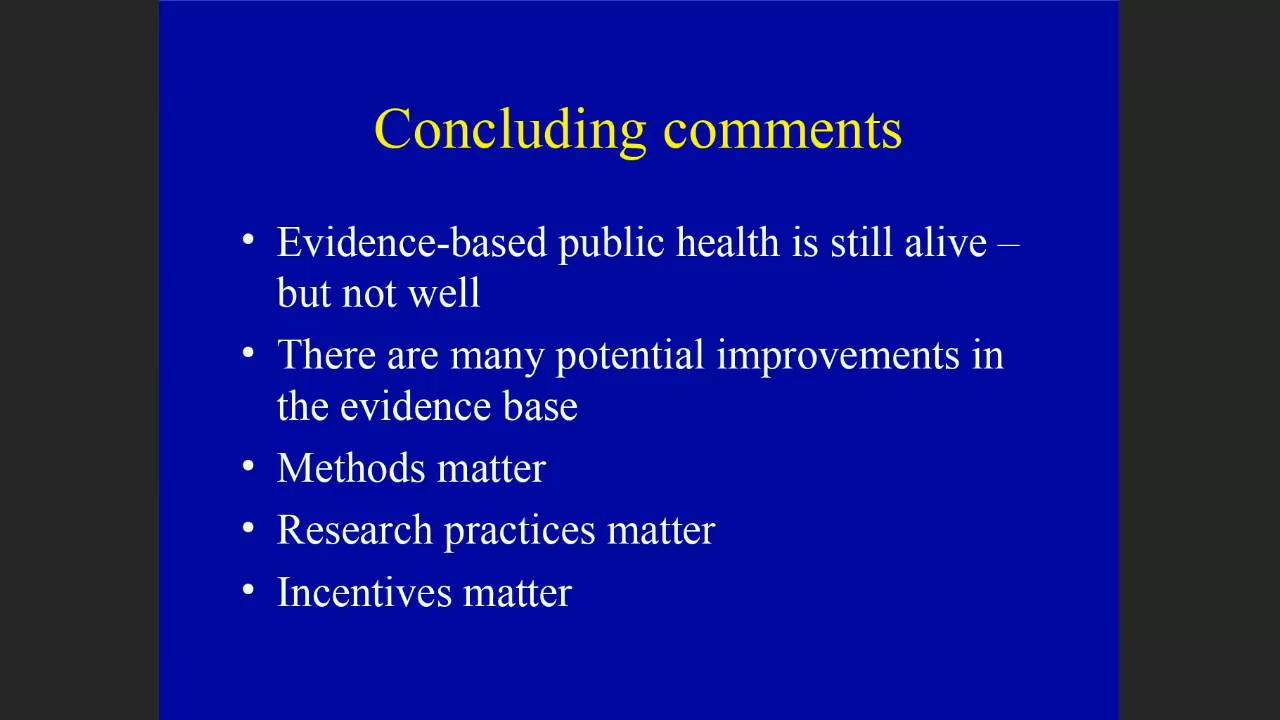 Concluding comments
• Evidence-based public health is still alive –
but not well
• There are many potential improvements in
the evidence base
• Methods matter
• Research practices matter
• Incentives matter